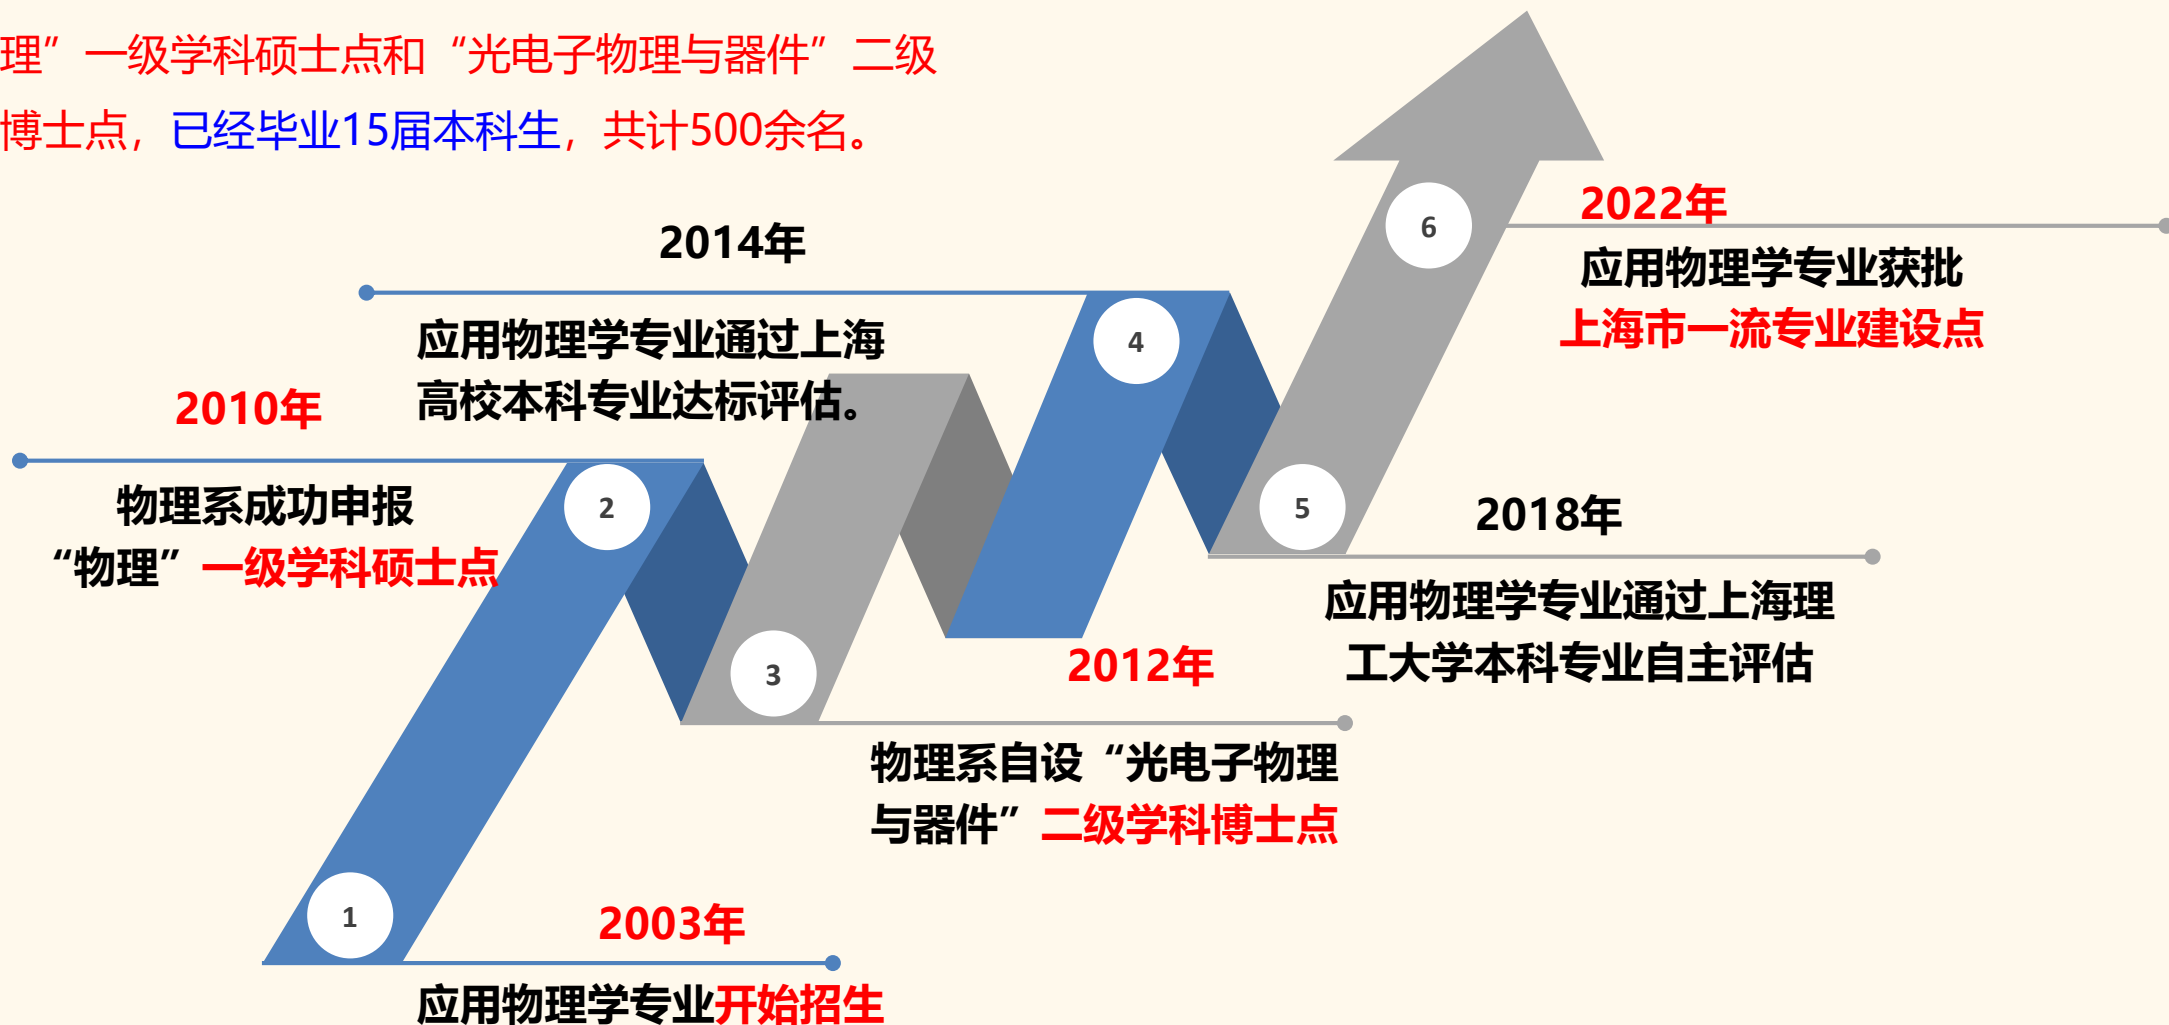 理”一级学科硕士点和“光电子物理与器件”二级
博士点，已经毕业15届本科生，共计500余名。
2022年
应用物理学专业获批
上海市一流专业建设点
6
2014年
应用物理学专业通过上海
高校本科专业达标评估。
4
2010年
物理系成功申报
“物理”一级学科硕士点
2
5
2018年
应用物理学专业通过上海理
工大学本科专业自主评估
3
2012年
物理系自设“光电子物理
与器件”二级学科博士点
1
2003年
应用物理学专业开始招生